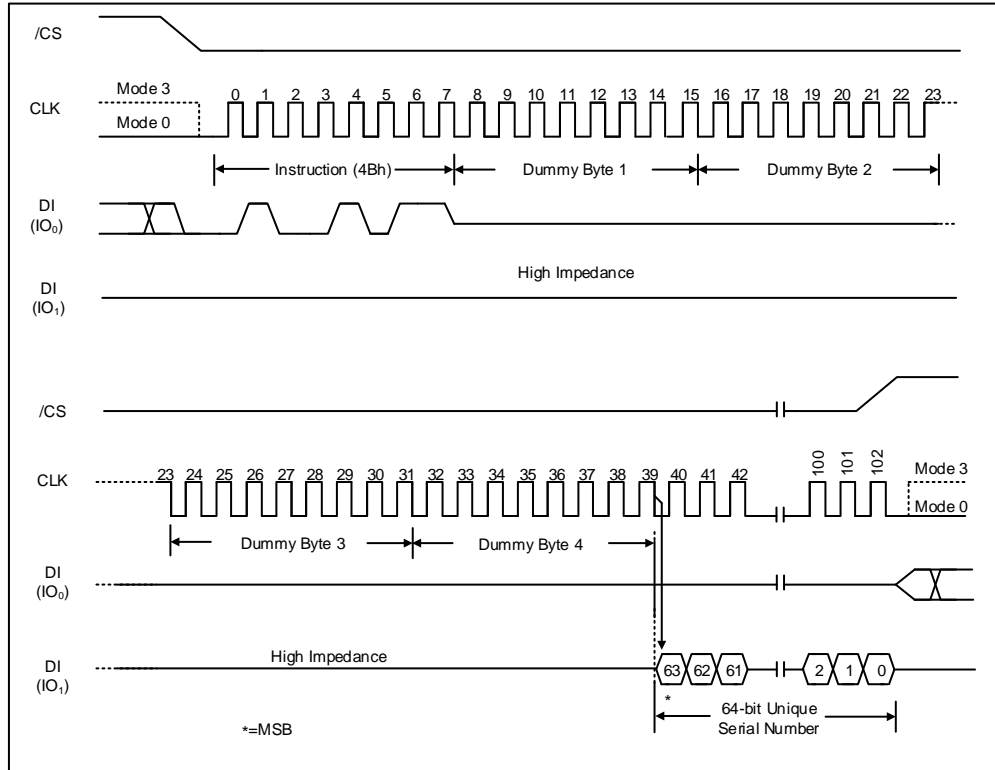 /CS
Mode 3
CLK
Mode 0
0 1 2 3 4 5 6 7 8 9 10 11 12 13 14 15 16 17 18 19 20 21 22 23
Instruction (4Bh)
Dummy Byte 1
Dummy Byte 2
DI
(IO₀)
High Impedance
DI
(IO₁)
/CS
CLK
23 24 25 26 27 28 29 30 31 32 33 34 35 36 37 38 39 40 41 42
100 101 102
Mode 3
Mode 0
Dummy Byte 3
Dummy Byte 4
DI
(IO₀)
High Impedance
DI
(IO₁)
63 62 61 2 1 0
*
*=MSB
64-bit Unique
Serial Number